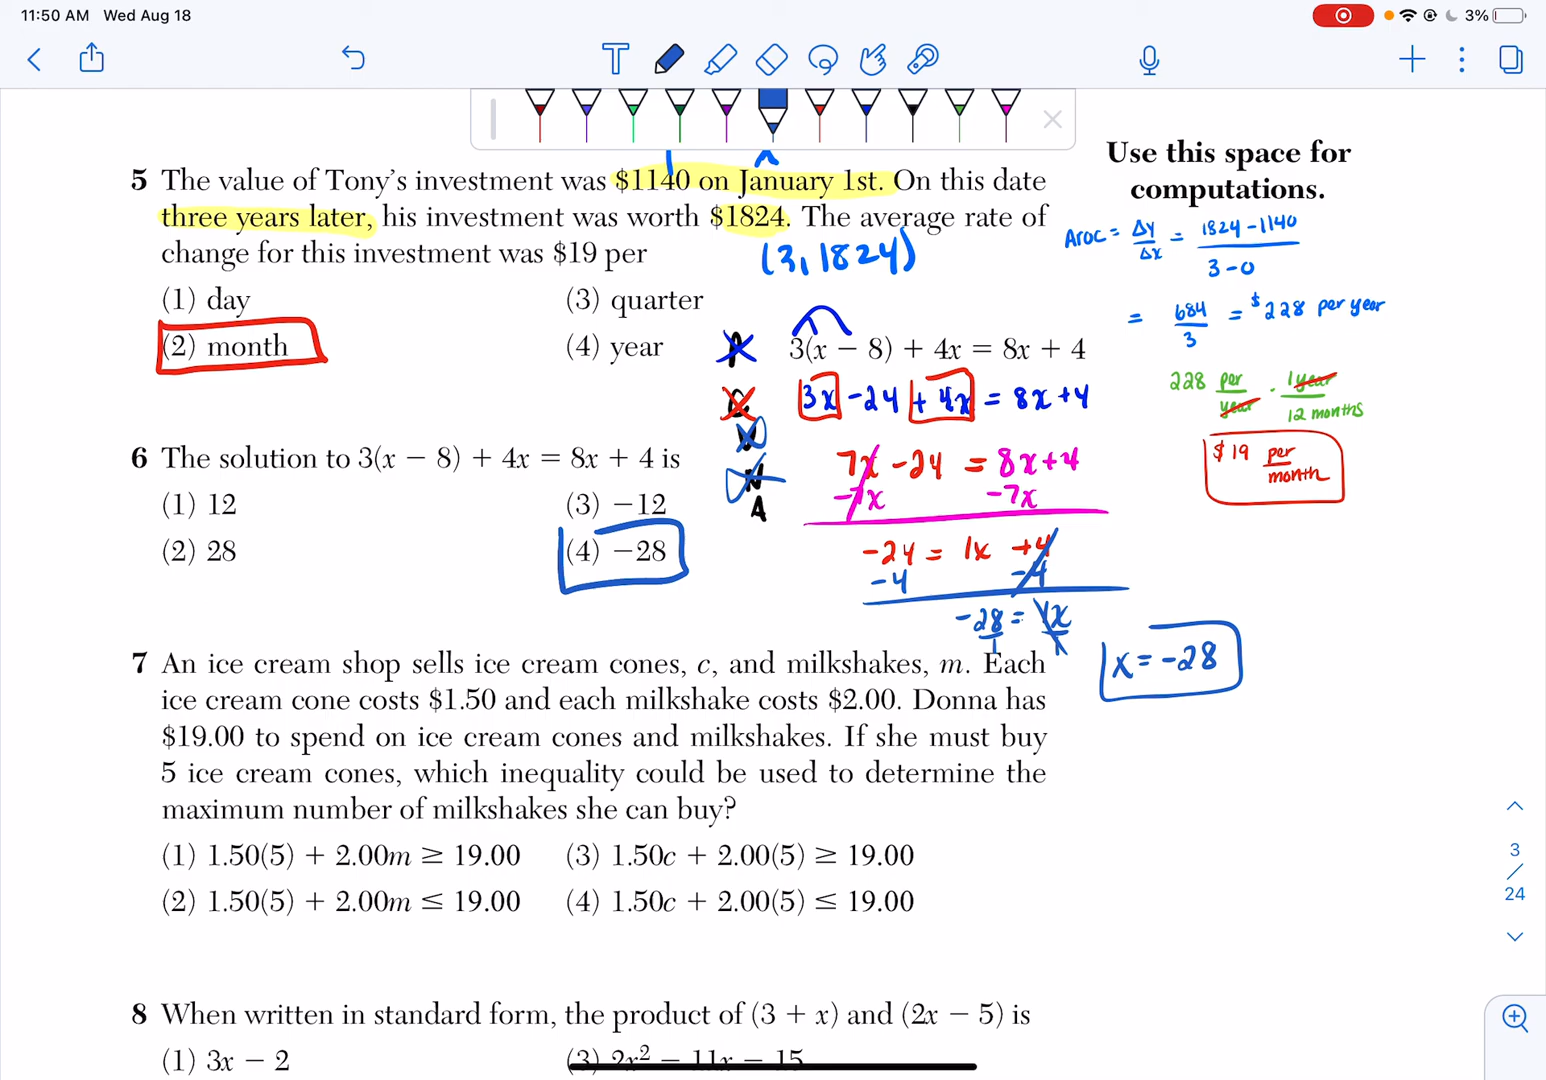 11:50 AM Wed Aug 18
3%
T
Use this space for
computations.
5 The value of Tony's investment was $1140 on January 1st. On this date
three years later, his investment was worth $1824. The average rate of
change for this investment was $19 per
(3, 1824)
(1) day
(3) quarter
(2) month
(4) year
Aroc = Δy/Δx = 1824 - 1140 / 3 - 0
= 684/3 = $228 per year
228 per/year · 1 year/12 months
$19 per month
3(x − 8) + 4x = 8x + 4
3x - 24 + 4x = 8x + 4
7x - 24 = 8x + 4
-7x -7x
-24 = 1x + 4
-4 -4
-28/1 = 1x/1
x = -28
A
6 The solution to 3(x − 8) + 4x = 8x + 4 is
(1) 12
(3) −12
(2) 28
(4) −28
7 An ice cream shop sells ice cream cones, c, and milkshakes, m. Each
ice cream cone costs $1.50 and each milkshake costs $2.00. Donna has
$19.00 to spend on ice cream cones and milkshakes. If she must buy
5 ice cream cones, which inequality could be used to determine the
maximum number of milkshakes she can buy?
(1) 1.50(5) + 2.00m ≥ 19.00
(3) 1.50c + 2.00(5) ≥ 19.00
(2) 1.50(5) + 2.00m ≤ 19.00
(4) 1.50c + 2.00(5) ≤ 19.00
3
/
24
8 When written in standard form, the product of (3 + x) and (2x − 5) is
(1) 3x − 2
(3) 2x² − 11x − 15